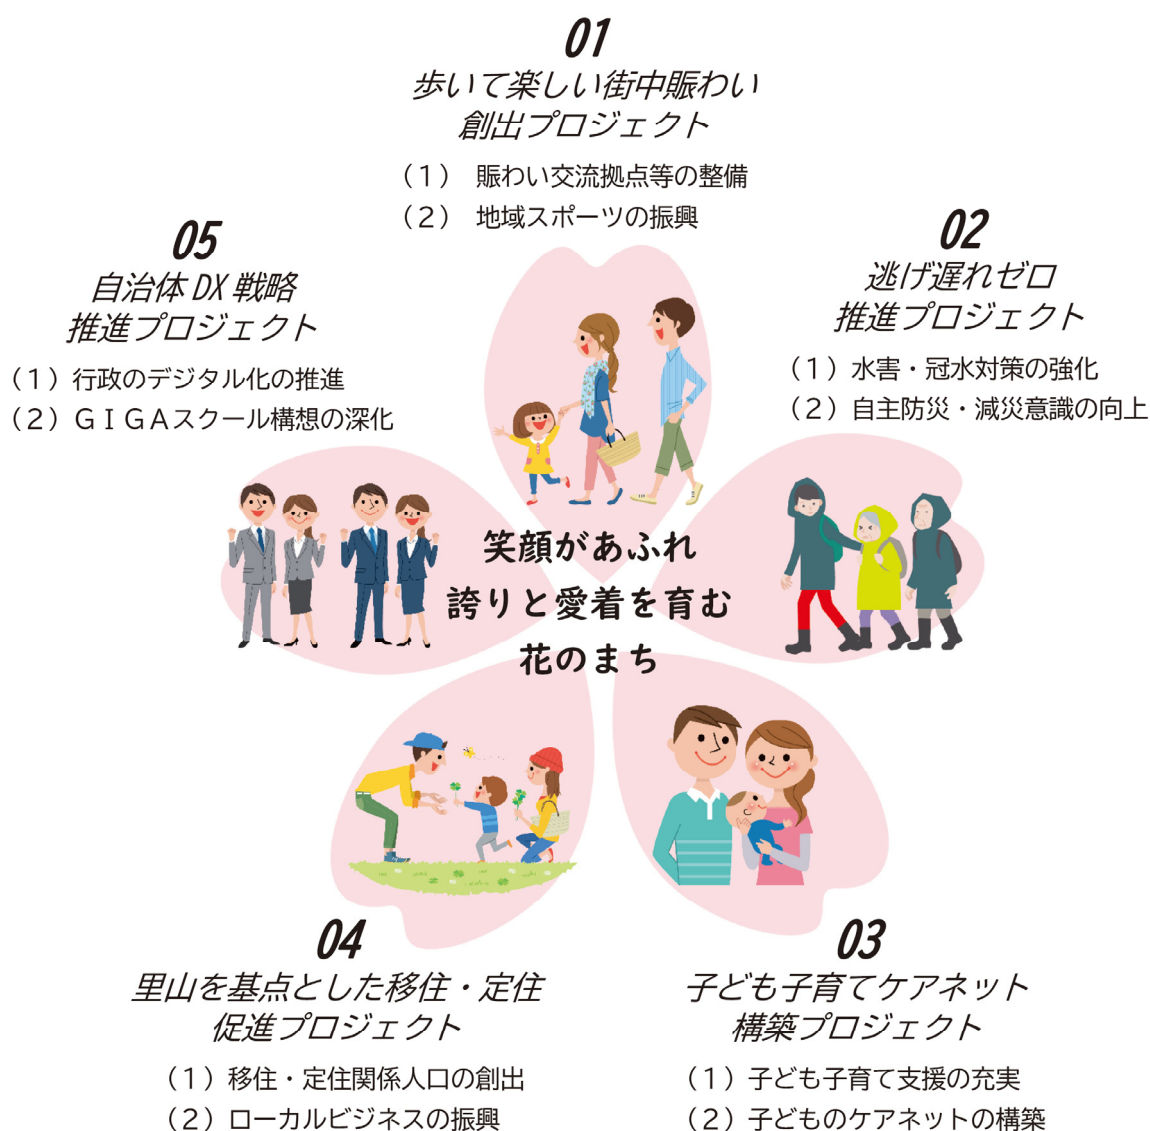 01
歩いて楽しい街中賑わい
創出プロジェクト
（１）　賑わい交流拠点等の整備
（２）　地域スポーツの振興
02
逃げ遅れゼロ
推進プロジェクト
（１）水害・冠水対策の強化
（２）自主防災・減災意識の向上
05
自治体 DX 戦略
推進プロジェクト
（１）行政のデジタル化の推進
（２）ＧＩＧＡスクール構想の深化
笑顔があふれ
誇りと愛着を育む
花のまち
03
子ども子育てケアネット
構築プロジェクト
（１）子ども子育て支援の充実
（２）子どものケアネットの構築
04
里山を基点とした移住・定住
促進プロジェクト
（１）移住・定住関係人口の創出
（２）ローカルビジネスの振興